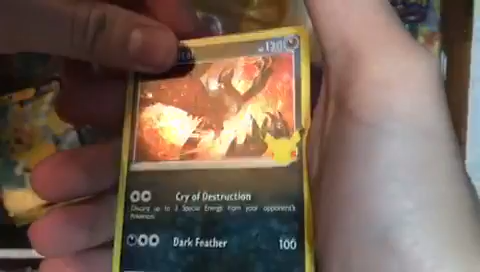 130
Cry of Destruction
Discard up to 3 Special Energy from your opponent's
Pokémon.
Dark Feather 100